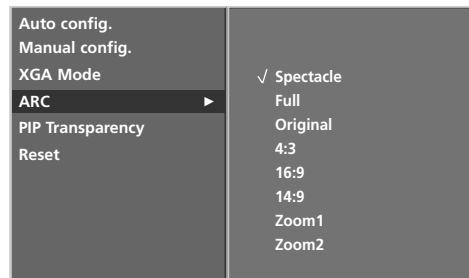 Auto config.
Manual config.
XGA Mode
ARC ►
PIP Transparency
Reset
√ Spectacle
Full
Original
4:3
16:9
14:9
Zoom1
Zoom2